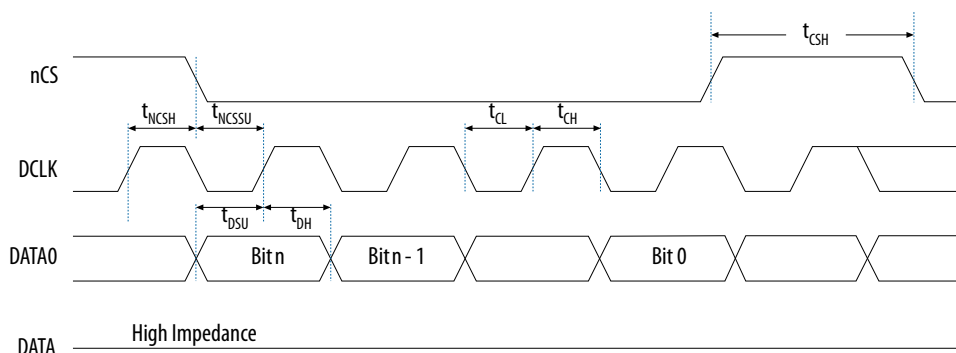 tCSH
nCS
tNCSH tNCSSU tCL tCH
DCLK
tDSU tDH
DATA0 Bit n Bit n - 1 Bit 0
High Impedance
DATA